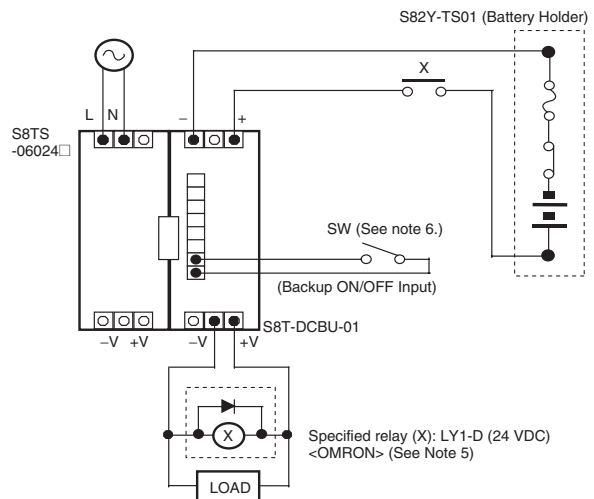 S82Y-TS01 (Battery Holder)
X
L N − +
S8TS
-06024□
SW (See note 6.)
(Backup ON/OFF Input)
S8T-DCBU-01
−V +V −V +V
X
Specified relay (X): LY1-D (24 VDC)
<OMRON> (See Note 5)
LOAD